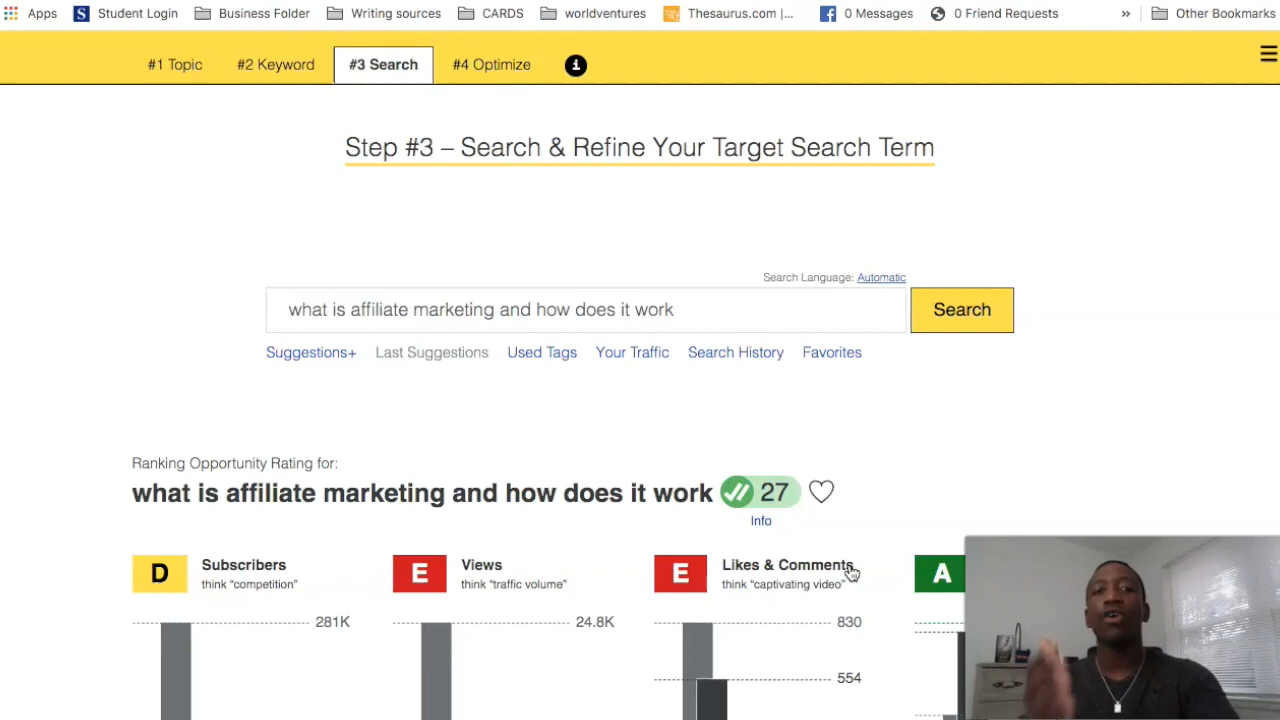 Apps S Student Login Business Folder Writing sources CARDS worldventures Thesaurus.com |... 0 Messages 0 Friend Requests » Other Bookmarks
#1 Topic #2 Keyword #3 Search #4 Optimize i
Step #3 – Search & Refine Your Target Search Term
Search Language: Automatic
what is affiliate marketing and how does it work Search
Suggestions+ Last Suggestions Used Tags Your Traffic Search History Favorites
Ranking Opportunity Rating for:
what is affiliate marketing and how does it work 27
Info
D Subscribers E Views E Likes & Comments A
think "competition" think "traffic volume" think "captivating video"
281K 24.8K 830
554